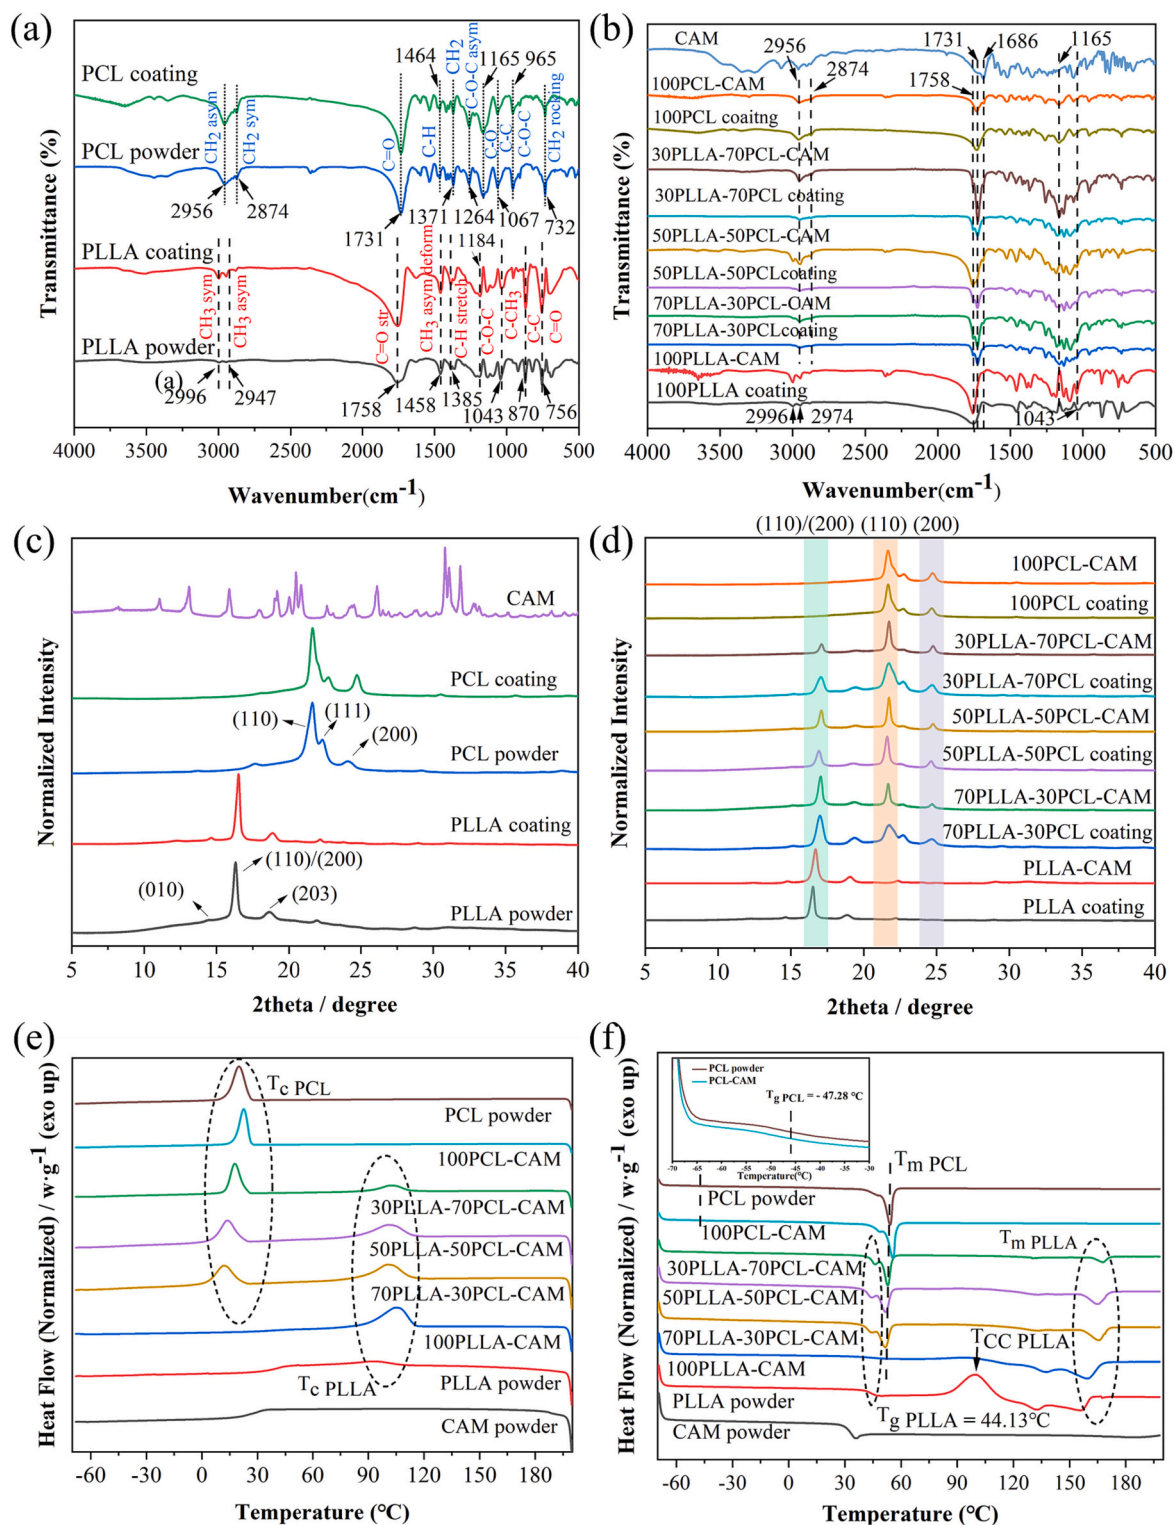 (a)
1464
CH2
C-O-C asym
1165
965
PCL coating
CH2 asym
CH2 sym
C=O
C-H
C-O
C-C
C-O-C
CH2 rocking
PCL powder
2956
2874
1731
1371
1264
1067
732
1184
PLLA coating
CH3 sym
CH3 asym
C=O str
CH3 asym deform
C-H stretch
C-O-C
C-CH3
C-C
C=O
PLLA powder
(a)
2996
2947
1758
1458
1385
1043
870
756
Transmittance (%)
4000 3500 3000 2500 2000 1500 1000 500
Wavenumber(cm-1)
(b)
CAM
2956
1731
1686
1165
2874
1758
100PCL-CAM
100PCL coaitng
30PLLA-70PCL-CAM
30PLLA-70PCL coating
50PLLA-50PCL-CAM
50PLLA-50PCLcoating
70PLLA-30PCL-OAM
70PLLA-30PCLcoating
100PLLA-CAM
100PLLA coating
2996
2974
1043
Transmittance (%)
4000 3500 3000 2500 2000 1500 1000 500
Wavenumber(cm-1)
(c)
CAM
PCL coating
(110)
(111)
(200)
PCL powder
PLLA coating
(010)
(110)/(200)
(203)
PLLA powder
Normalized Intensity
5 10 15 20 25 30 35 40
2theta / degree
(d)
(110)/(200) (110) (200)
100PCL-CAM
100PCL coating
30PLLA-70PCL-CAM
30PLLA-70PCL coating
50PLLA-50PCL-CAM
50PLLA-50PCL coating
70PLLA-30PCL-CAM
70PLLA-30PCL coating
PLLA-CAM
PLLA coating
Normalized Intensity
5 10 15 20 25 30 35 40
2theta / degree
(e)
Tc PCL
PCL powder
100PCL-CAM
30PLLA-70PCL-CAM
50PLLA-50PCL-CAM
70PLLA-30PCL-CAM
100PLLA-CAM
Tc PLLA
PLLA powder
CAM powder
Heat Flow (Normalized) / w·g-1 (exo up)
-60 -30 0 30 60 90 120 150 180
Temperature (°C)
(f)
PCL powder
PCL-CAM
Tg PCL = - 47.28 °C
-70 -65 -60 -55 -50 -45 -40 -35 -30
Temperature(°C)
Tm PCL
PCL powder
100PCL-CAM
Tm PLLA
30PLLA-70PCL-CAM
50PLLA-50PCL-CAM
70PLLA-30PCL-CAM
TCC PLLA
100PLLA-CAM
PLLA powder
Tg PLLA = 44.13°C
CAM powder
Heat Flow (Normalized) / w·g-1 (exo up)
-60 -30 0 30 60 90 120 150 180
Temperature (°C)